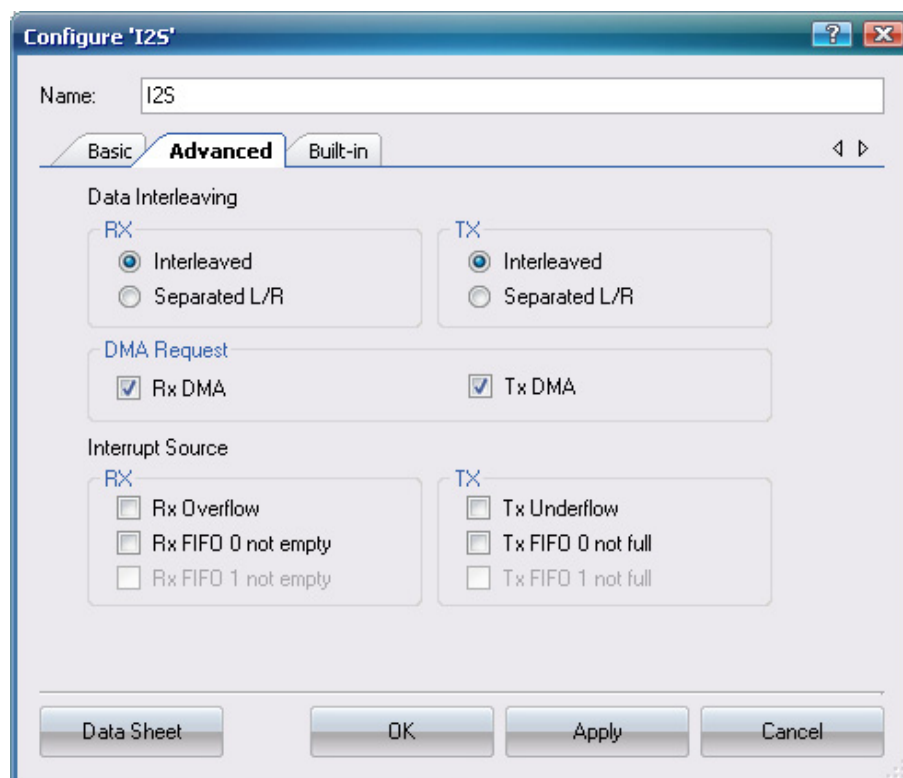 Configure 'I2S'
Name: I2S
Basic Advanced Built-in
Data Interleaving
RX TX
Interleaved Interleaved
Separated L/R Separated L/R
DMA Request
Rx DMA Tx DMA
Interrupt Source
RX TX
Rx Overflow Tx Underflow
Rx FIFO 0 not empty Tx FIFO 0 not full
Rx FIFO 1 not empty Tx FIFO 1 not full
Data Sheet OK Apply Cancel